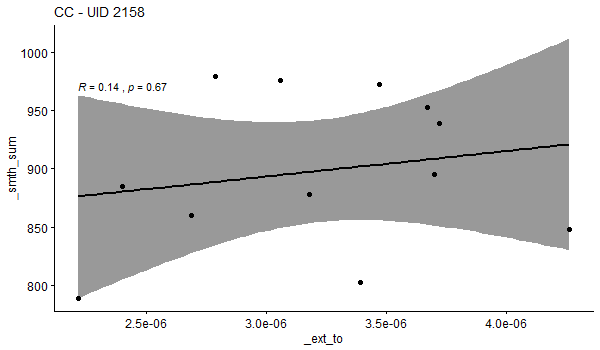 CC - UID 2158
R = 0.14 , p = 0.67
1000
950
900
850
800
_smth_sum
2.5e-06
3.0e-06
3.5e-06
4.0e-06
_ext_to